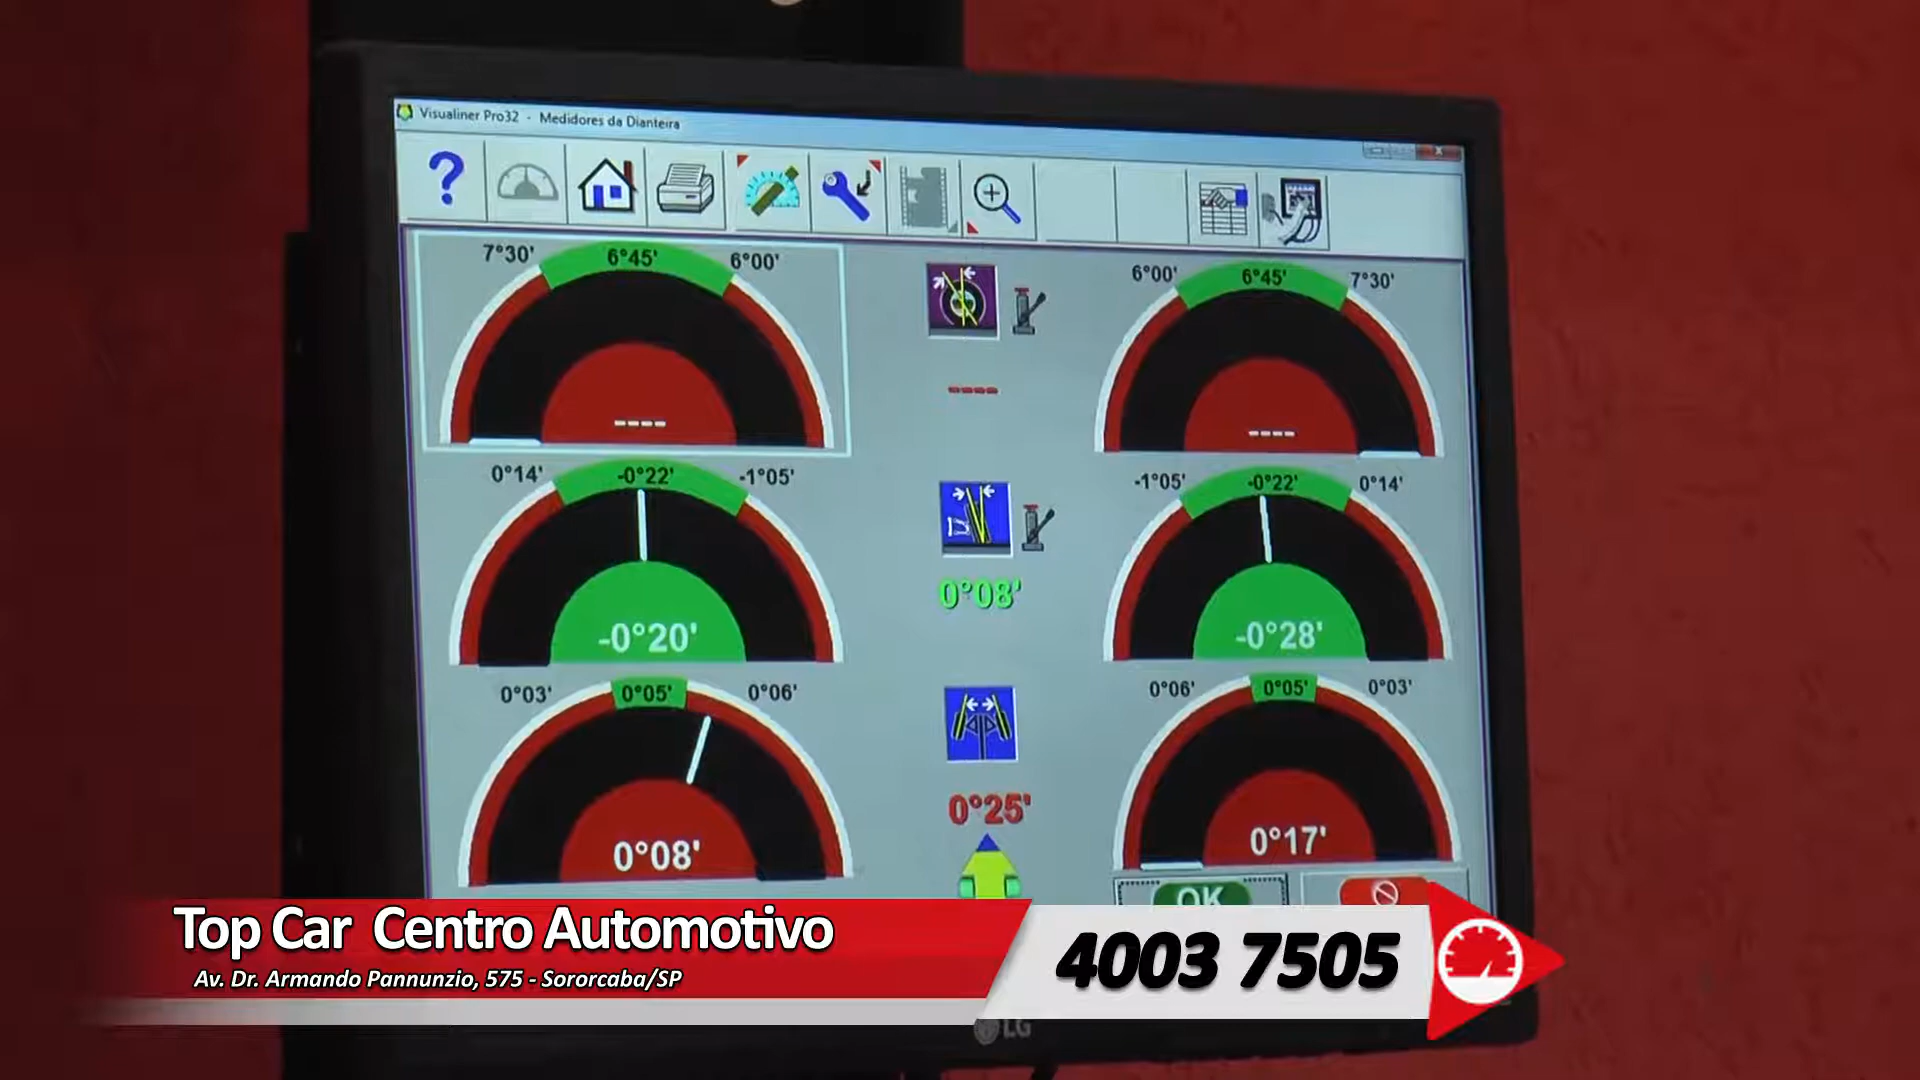 Visualiner Pro32 - Medidores da Dianteira
7°30' 6°45' 6°00'
6°00' 6°45' 7°30'
----
----
----
0°14' -0°22' -1°05'
-1°05' -0°22' 0°14'
0°08'
-0°20'
-0°28'
0°03' 0°05' 0°06'
0°06' 0°05' 0°03'
0°25'
0°08'
0°17'
OK
Top Car Centro Automotivo
Av. Dr. Armando Pannunzio, 575 - Sororcaba/SP
4003 7505
LG